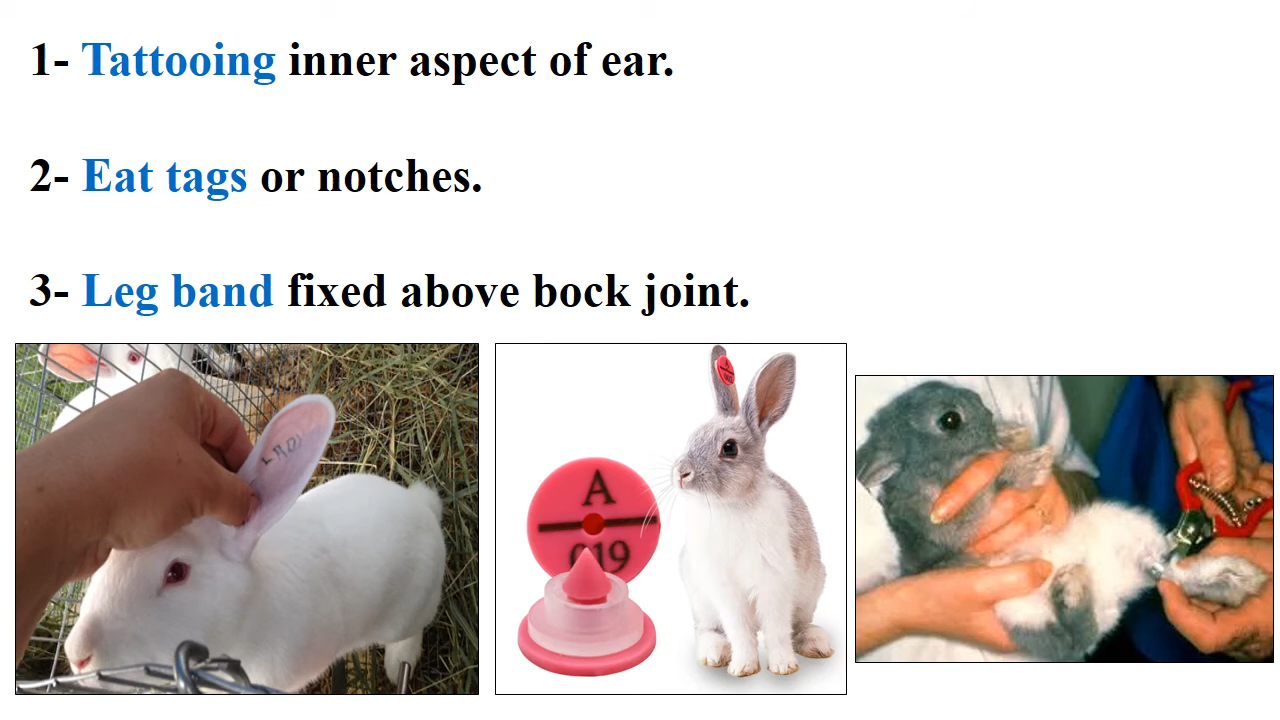 1- Tattooing inner aspect of ear.
2- Eat tags or notches.
3- Leg band fixed above bock joint.
A
019